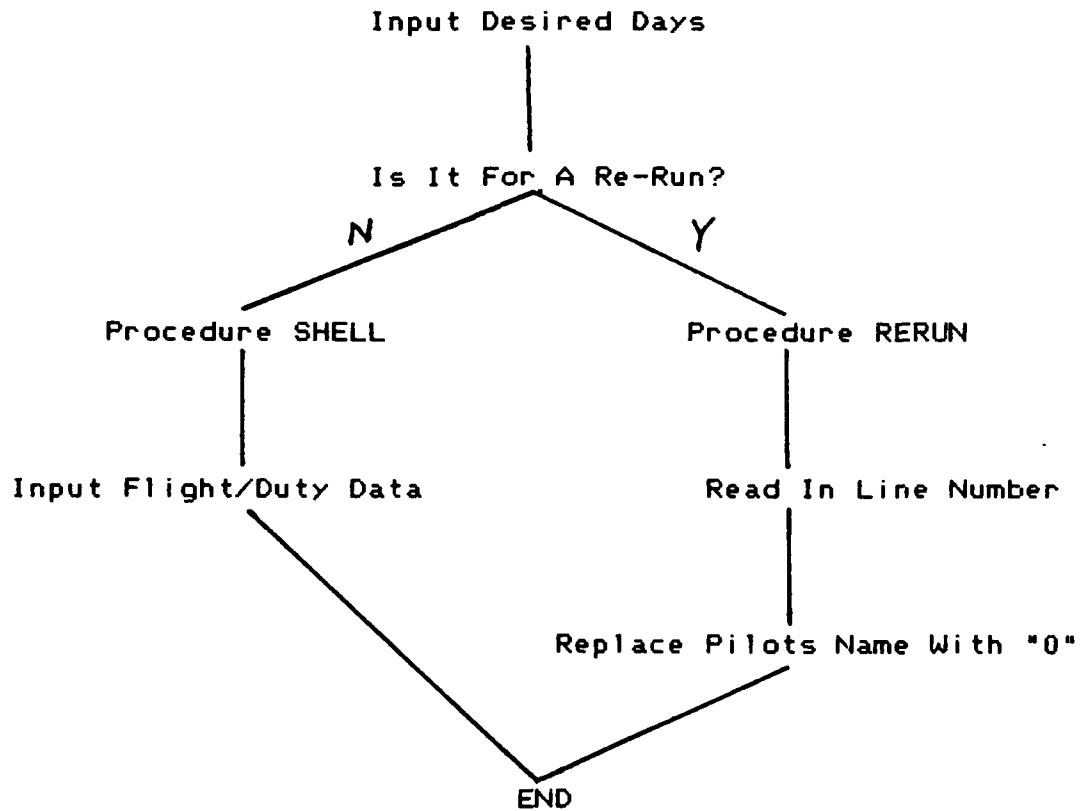 Input Desired Days
Is It For A Re-Run?
N
Y
Procedure SHELL
Procedure RERUN
Input Flight/Duty Data
Read In Line Number
Replace Pilots Name With "0"
END